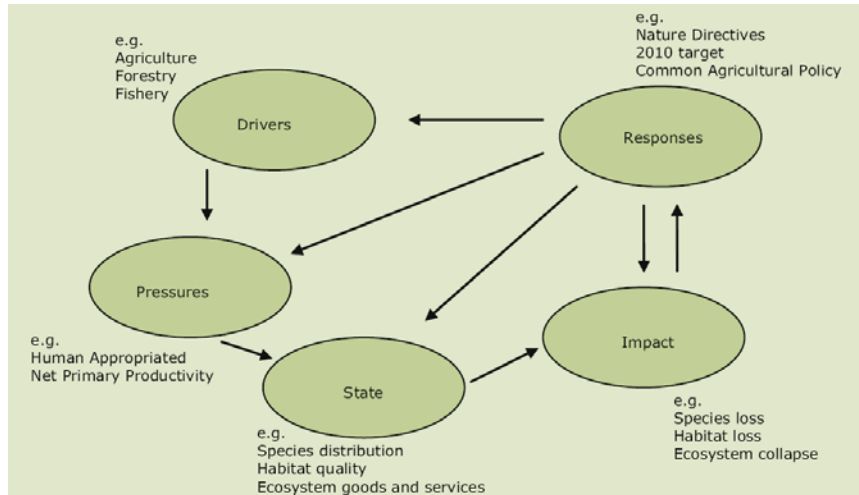 e.g.
Agriculture
Forestry
Fishery
Drivers
e.g.
Nature Directives
2010 target
Common Agricultural Policy
Responses
Pressures
e.g.
Human Appropriated
Net Primary Productivity
State
e.g.
Species distribution
Habitat quality
Ecosystem goods and services
Impact
e.g.
Species loss
Habitat loss
Ecosystem collapse